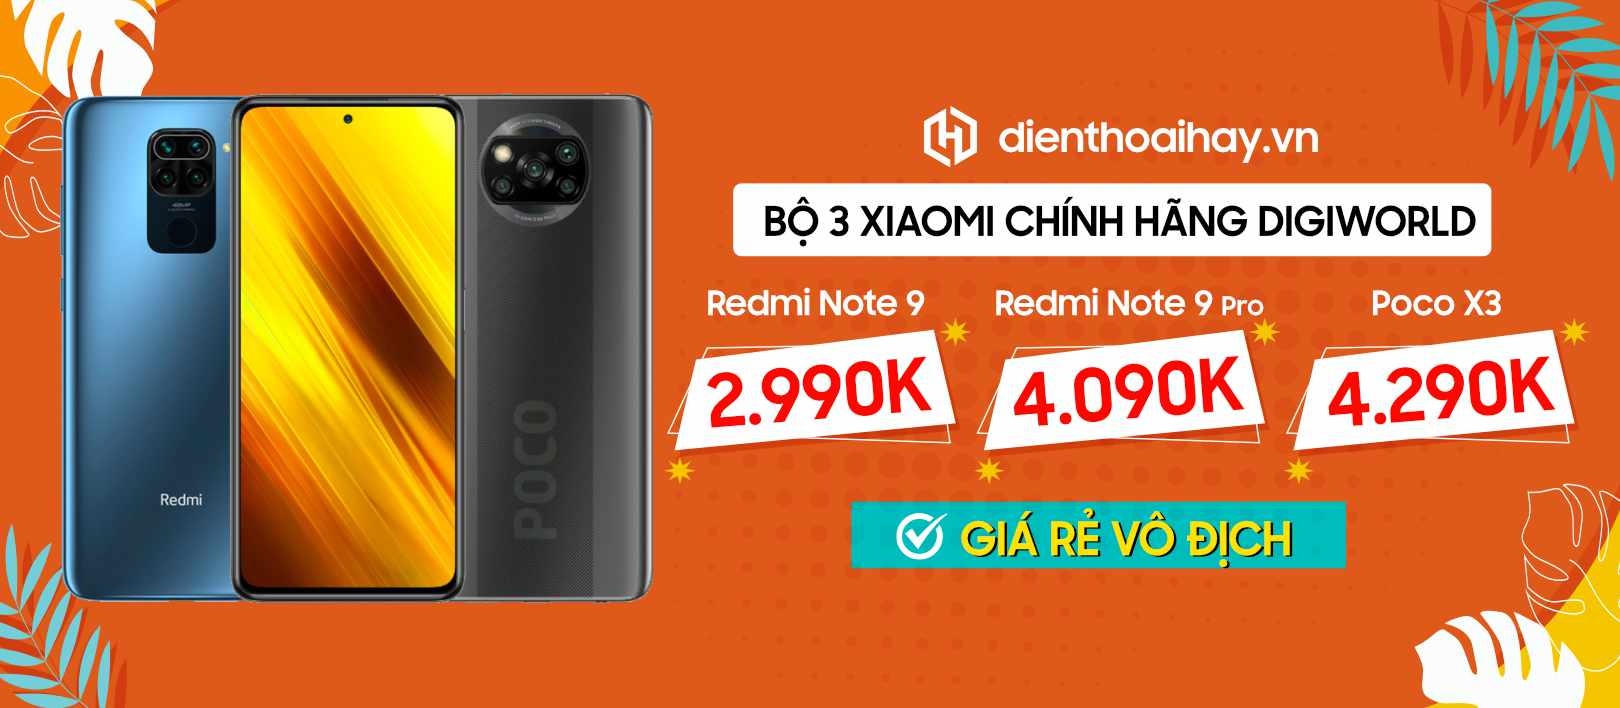 dienthoaihay.vn
BỘ 3 XIAOMI CHÍNH HÃNG DIGIWORLD
Redmi Note 9
Redmi Note 9 Pro
Poco X3
2.990K
4.090K
4.290K
GIÁ RẺ VÔ ĐỊCH
Redmi
POCO